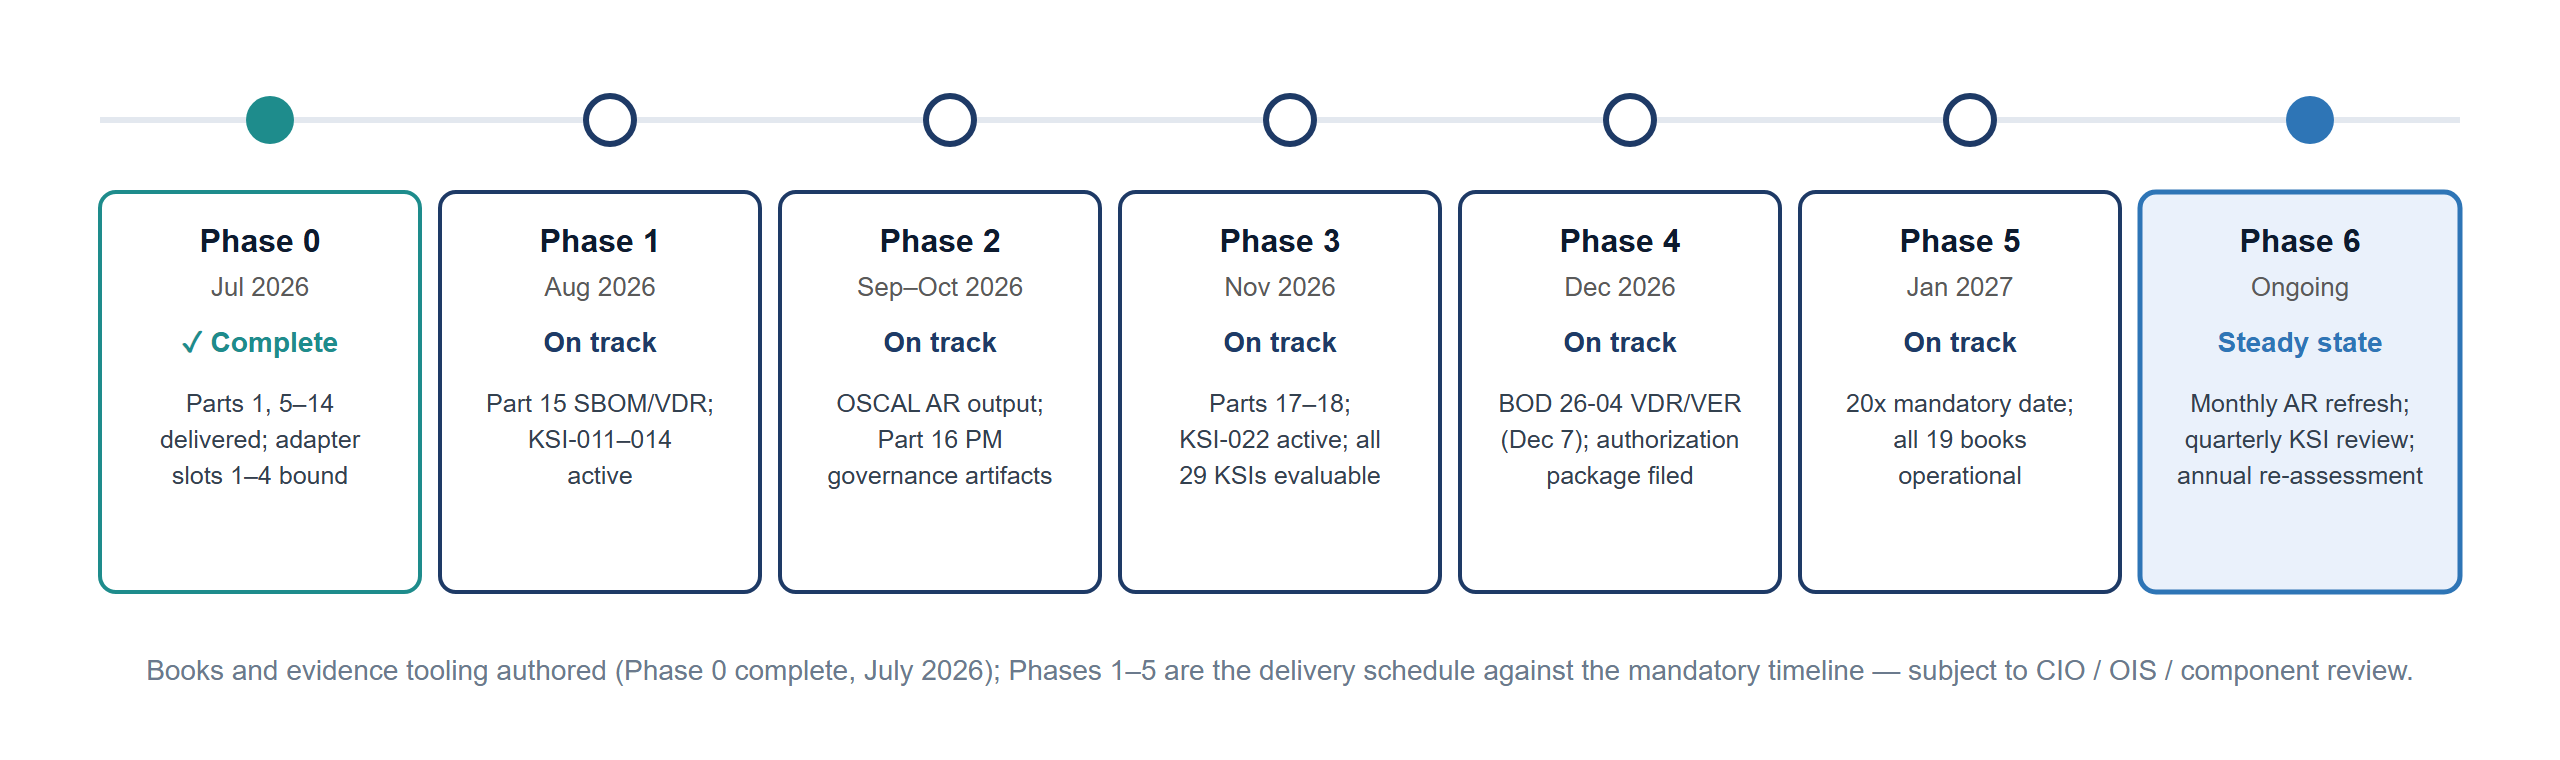 Phase 0
Jul 2026
✓ Complete
Parts 1, 5–14
delivered; adapter
slots 1–4 bound
Phase 1
Aug 2026
On track
Part 15 SBOM/VDR;
KSI-011–014
active
Phase 2
Sep–Oct 2026
On track
OSCAL AR output;
Part 16 PM
governance artifacts
Phase 3
Nov 2026
On track
Parts 17–18;
KSI-022 active; all
29 KSIs evaluable
Phase 4
Dec 2026
On track
BOD 26-04 VDR/VER
(Dec 7); authorization
package filed
Phase 5
Jan 2027
On track
20x mandatory date;
all 19 books
operational
Phase 6
Ongoing
Steady state
Monthly AR refresh;
quarterly KSI review;
annual re-assessment
Books and evidence tooling authored (Phase 0 complete, July 2026); Phases 1–5 are the delivery schedule against the mandatory timeline — subject to CIO / OIS / component review.